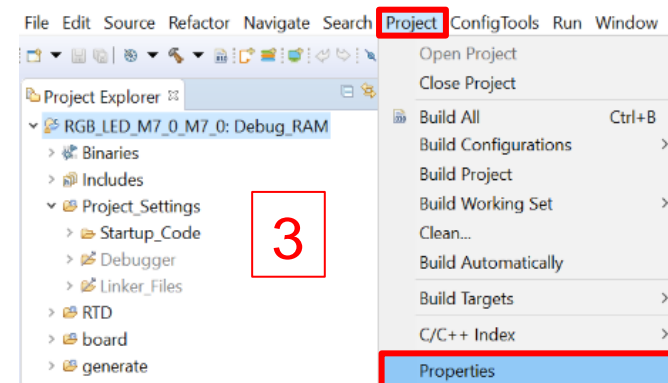 File Edit Source Refactor Navigate Search Project ConfigTools Run Window
Project Explorer
RGB_LED_M7_0_M7_0: Debug_RAM
Binaries
Includes
Project_Settings
Startup_Code
Debugger
Linker_Files
RTD
board
generate
3
Open Project
Close Project
Build All Ctrl+B
Build Configurations
Build Project
Build Working Set
Clean...
Build Automatically
Build Targets
C/C++ Index
Properties